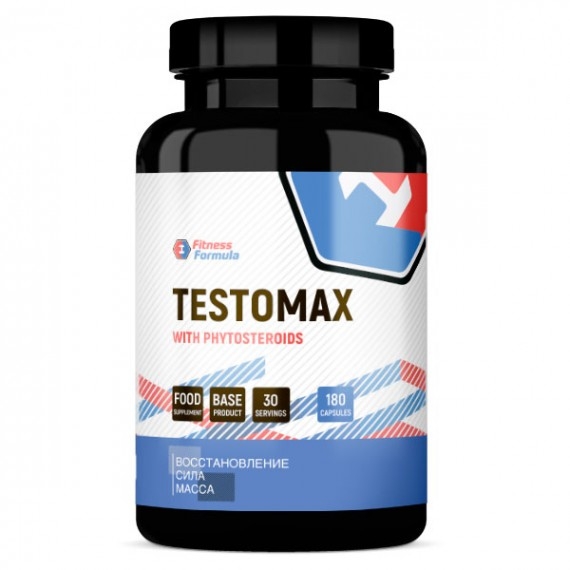 Fitness
Formula
TESTOMAX
WITH PHYTOSTEROIDS
FOOD
SUPPLEMENT
BASE
PRODUCT
30
SERVINGS
180
CAPSULES
ВОССТАНОВЛЕНИЕ
СИЛА
МАССА